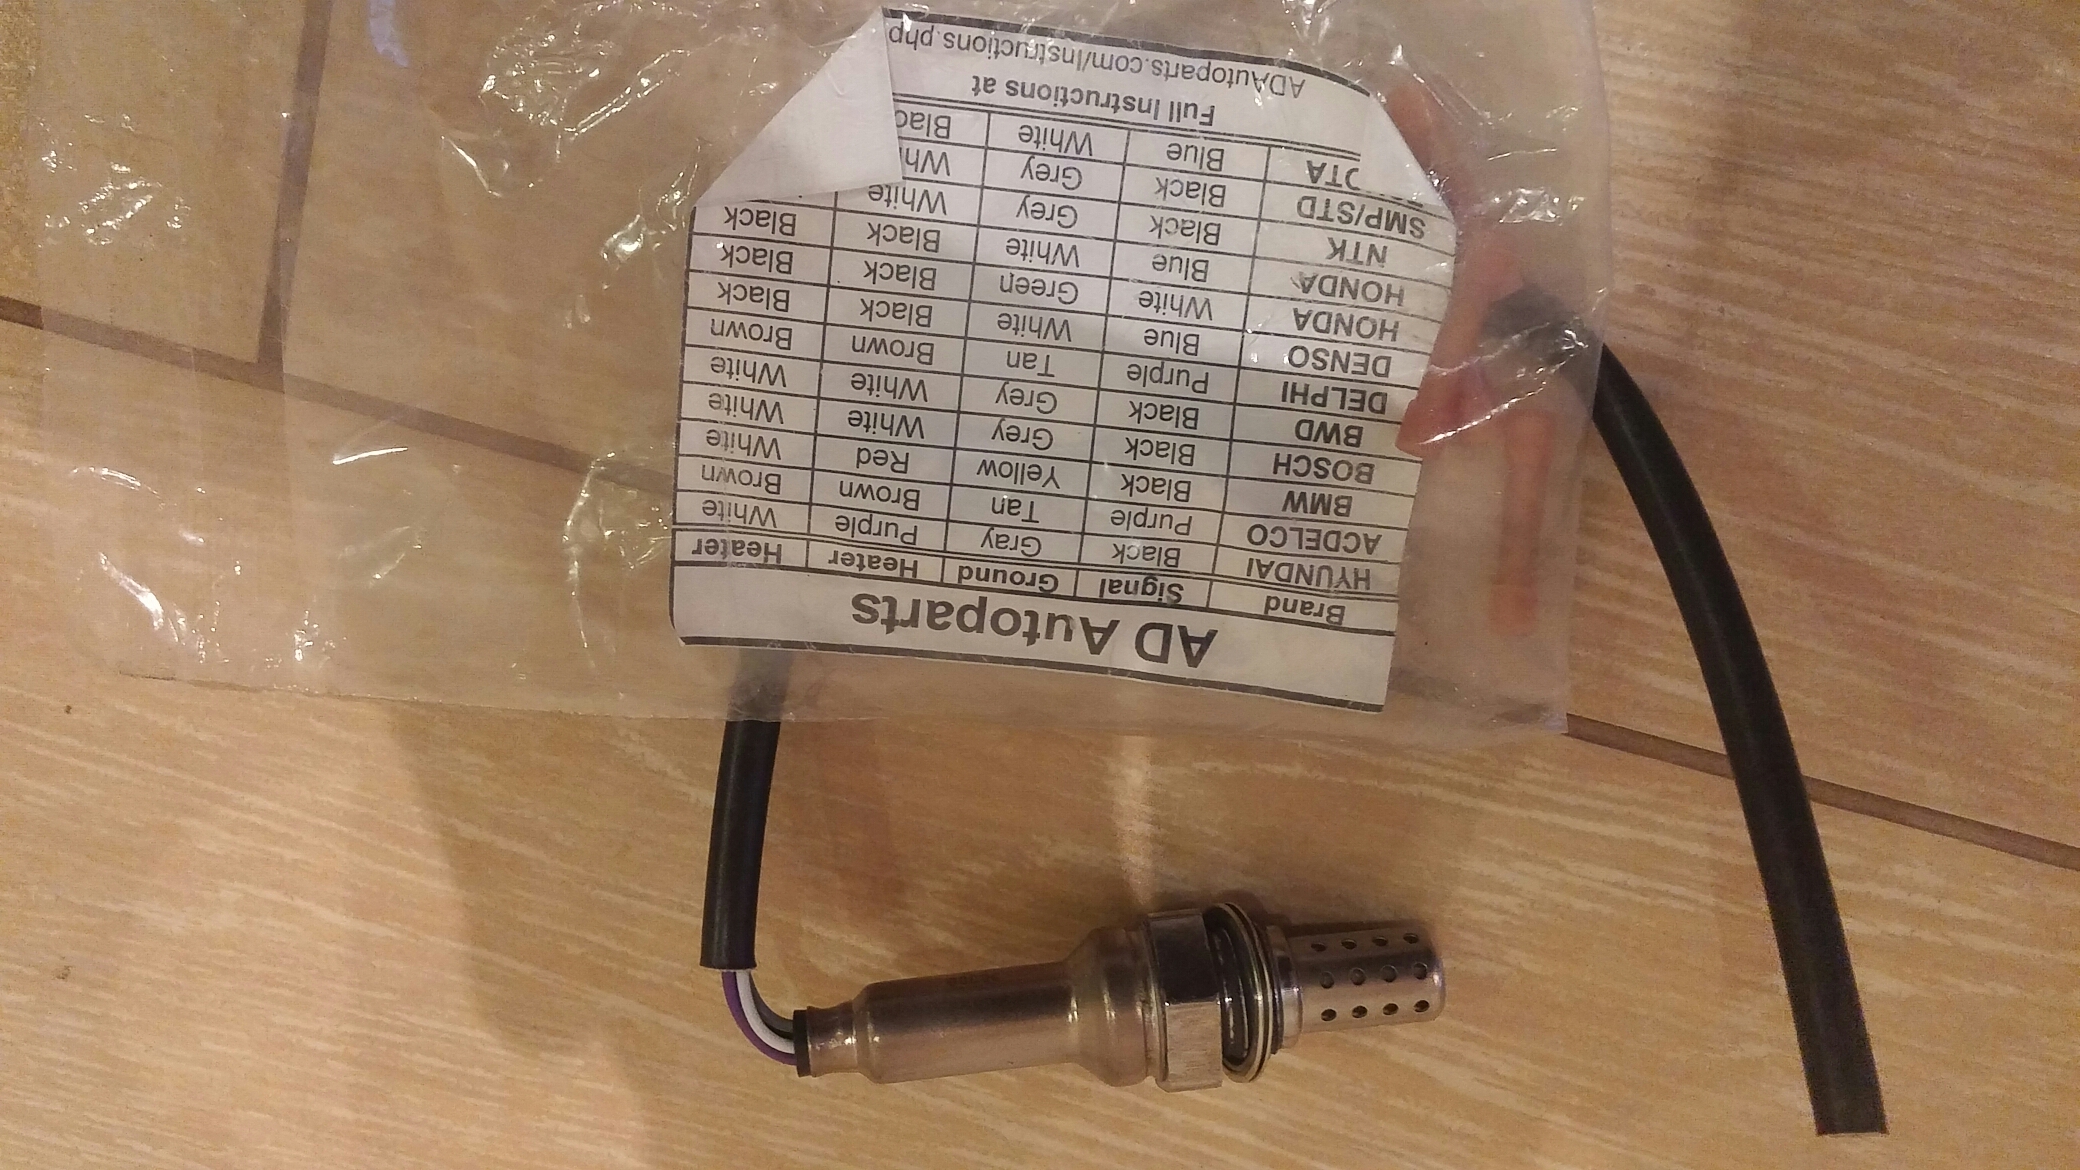 AD Autoparts
Brand Signal Ground Heater Heater
HYUNDAI Black Gray Purple White
ACDELCO Purple Tan Brown Brown
BMW Black Yellow Red White
BOSCH Black Grey White White
BWD Black Grey White White
DELPHI Purple Tan Brown Brown
DENSO Blue White Black Black
HONDA White Green Black Black
HONDA Blue White Black Black
NTK Black Grey White
SMP/STD Black Grey
Blue White
Full Instructions at
ADAutoparts.com/Instructions.php